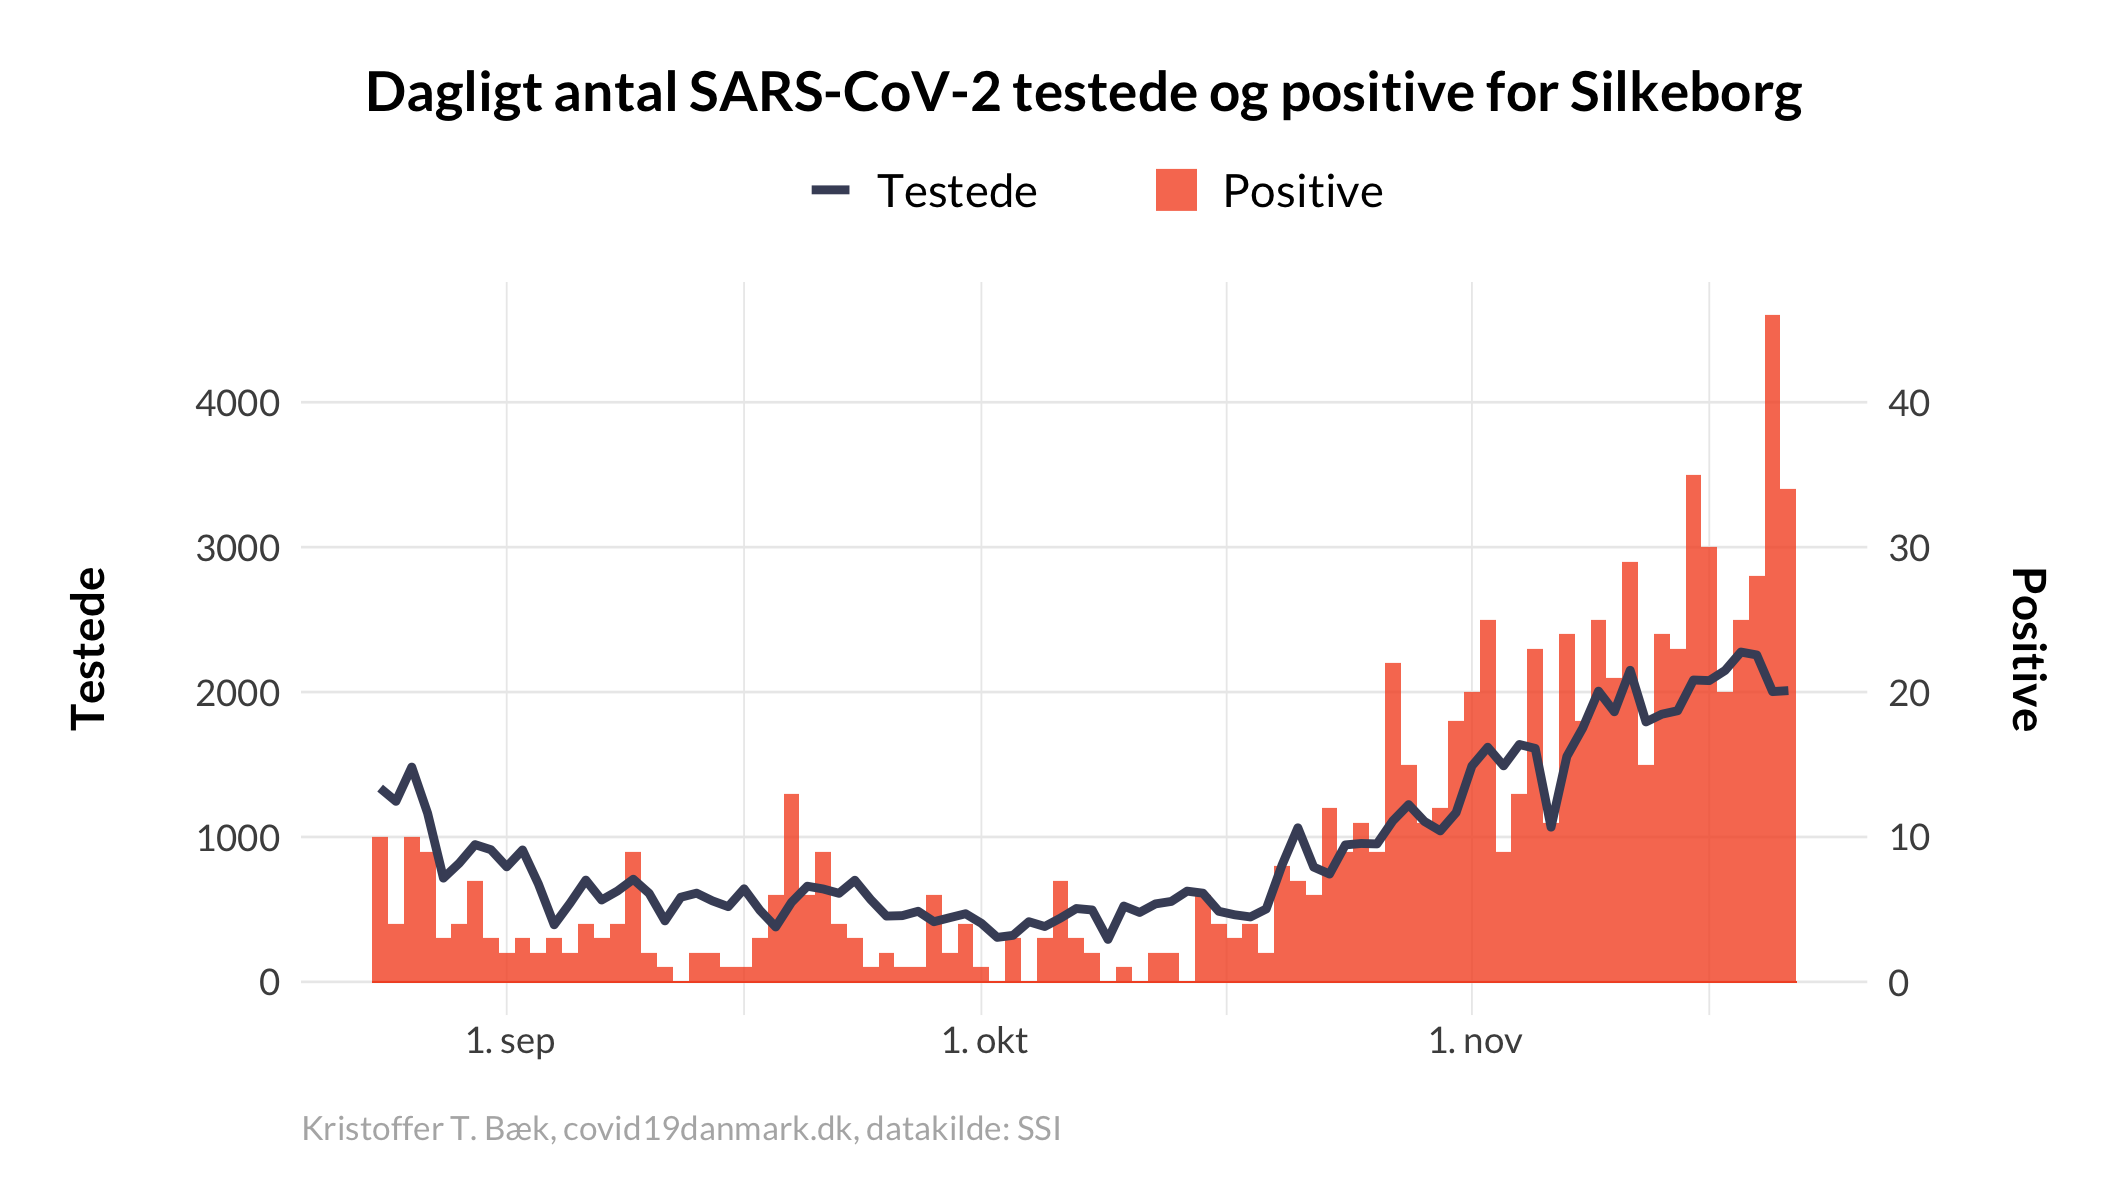 Dagligt antal SARS-CoV-2 testede og positive for Silkeborg
Testede Positive
4000 40
3000 30
2000 20
1000 10
0 0
Testede
Positive
1. sep 1. okt 1. nov
Kristoffer T. Bæk, covid19danmark.dk, datakilde: SSI